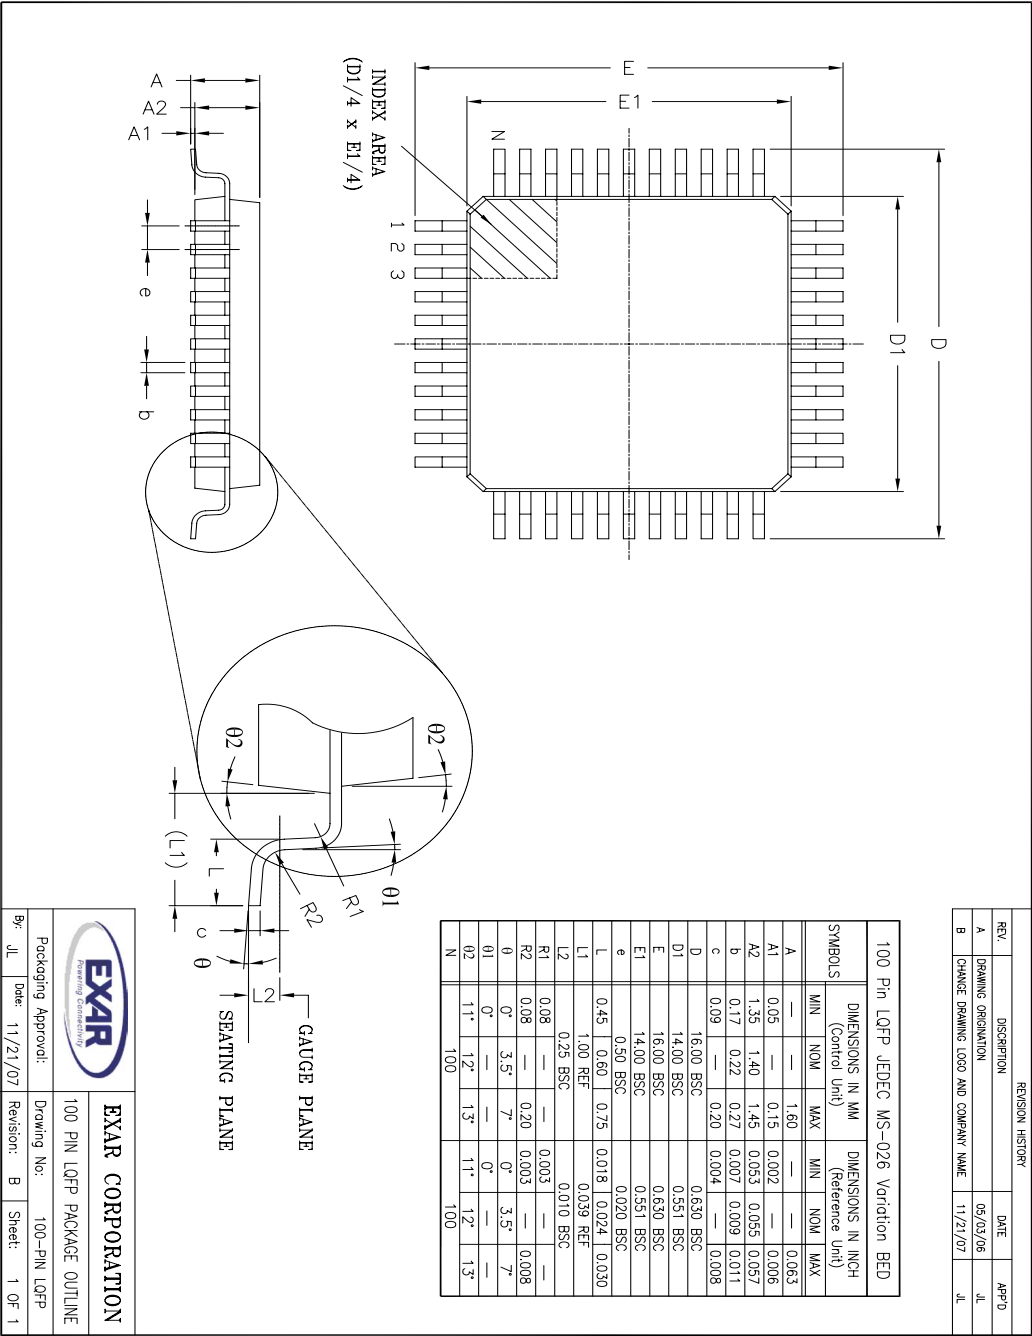 REVISION HISTORY
REV. DISCRIPTION DATE APP'D
A DRAWING ORIGINATION 05/03/06 JL
B CHANGE DRAWING LOGO AND COMPANY NAME 11/21/07 JL
D
D1
E
E1
N
1 2 3
INDEX AREA
(D1/4 x E1/4)
A
A2
A1
e
b
θ2
θ2
θ1
R1
R2
L
(L1)
c
θ
L2
GAUGE PLANE
SEATING PLANE
100 Pin LQFP JEDEC MS-026 Variation BED
SYMBOLS DIMENSIONS IN MM (Control Unit) DIMENSIONS IN INCH (Reference Unit)
MIN NOM MAX MIN NOM MAX
A — — 1.60 — — 0.063
A1 0.05 — 0.15 0.002 — 0.006
A2 1.35 1.40 1.45 0.053 0.055 0.057
b 0.17 0.22 0.27 0.007 0.009 0.011
c 0.09 — 0.20 0.004 — 0.008
D 16.00 BSC 0.630 BSC
D1 14.00 BSC 0.551 BSC
E 16.00 BSC 0.630 BSC
E1 14.00 BSC 0.551 BSC
e 0.50 BSC 0.020 BSC
L 0.45 0.60 0.75 0.018 0.024 0.030
L1 1.00 REF 0.039 REF
L2 0.25 BSC 0.010 BSC
R1 0.08 — — 0.003 — —
R2 0.08 — 0.20 0.003 — 0.008
θ 0° 3.5° 7° 0° 3.5° 7°
θ1 0° — — 0° — —
θ2 11° 12° 13° 11° 12° 13°
N 100 100
EXAR
Powering Connectivity
EXAR CORPORATION
100 PIN LQFP PACKAGE OUTLINE
Packaging Approval: Drawing No: 100-PIN LQFP
By: JL Date: 11/21/07 Revision: B Sheet: 1 OF 1